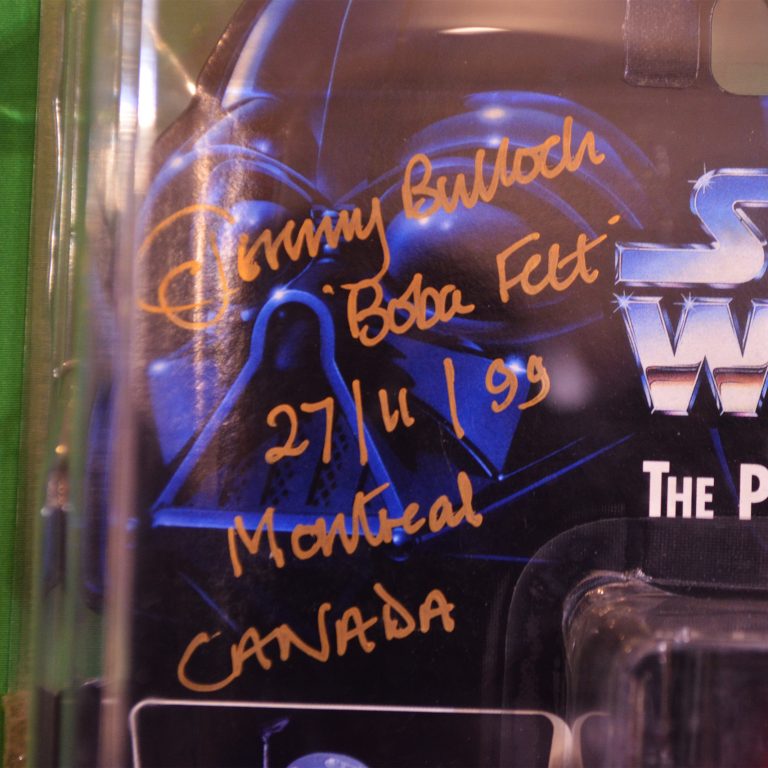 Jeremy Bulloch
"Boba Fett"
27/11/99
Montreal
CANADA
S
W
THE P